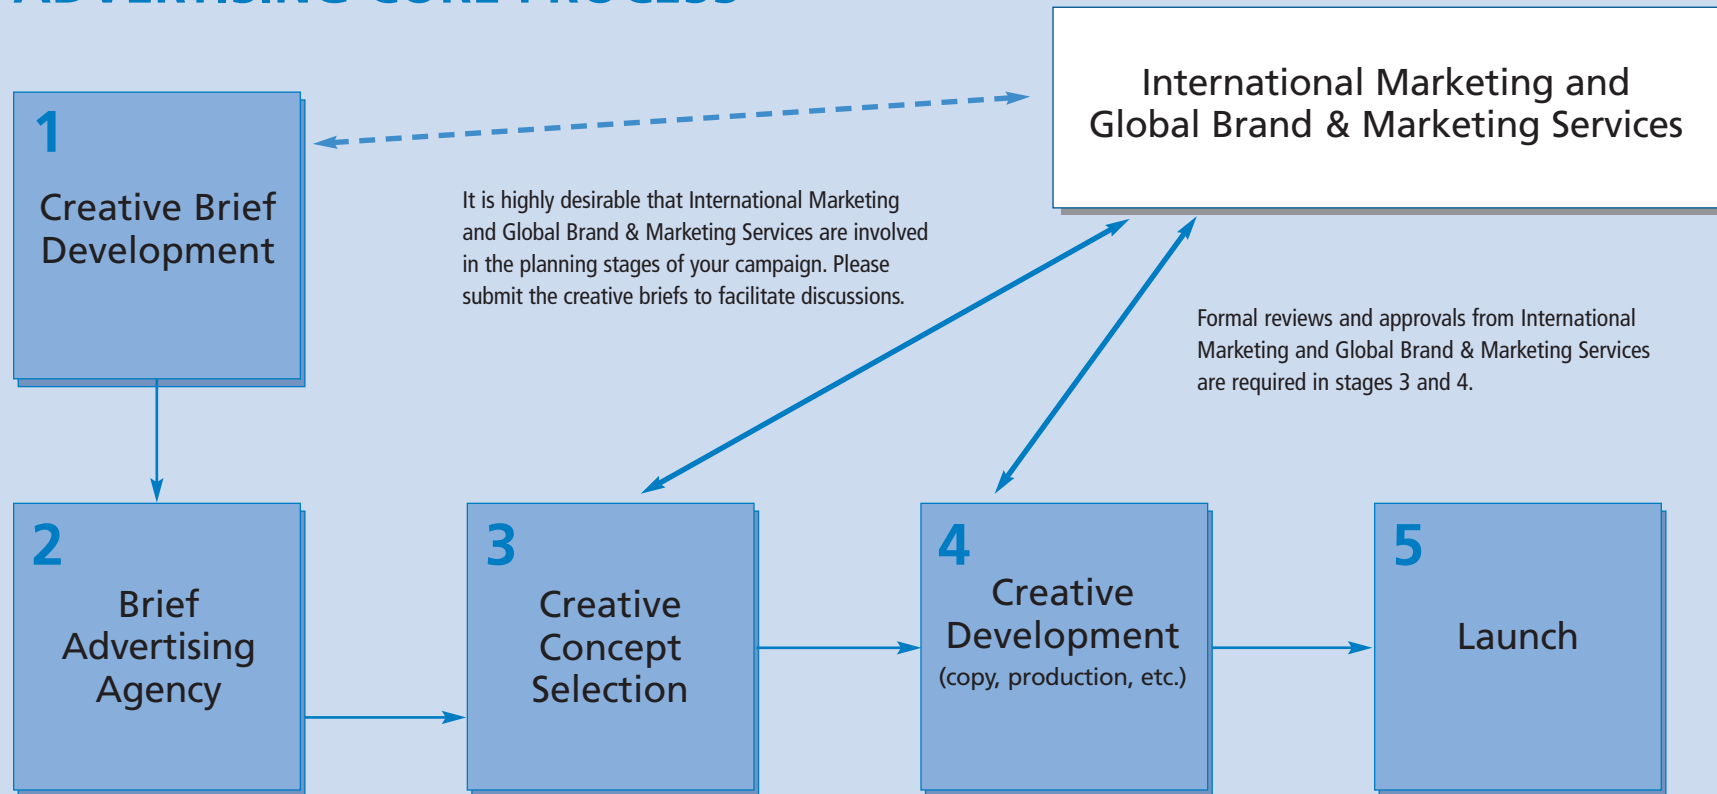 ADVERTISING CORE PROCESS
International Marketing and
Global Brand & Marketing Services
1
Creative Brief
Development
It is highly desirable that International Marketing
and Global Brand & Marketing Services are involved
in the planning stages of your campaign. Please
submit the creative briefs to facilitate discussions.
Formal reviews and approvals from International
Marketing and Global Brand & Marketing Services
are required in stages 3 and 4.
2
Brief
Advertising
Agency
3
Creative
Concept
Selection
4
Creative
Development
(copy, production, etc.)
5
Launch